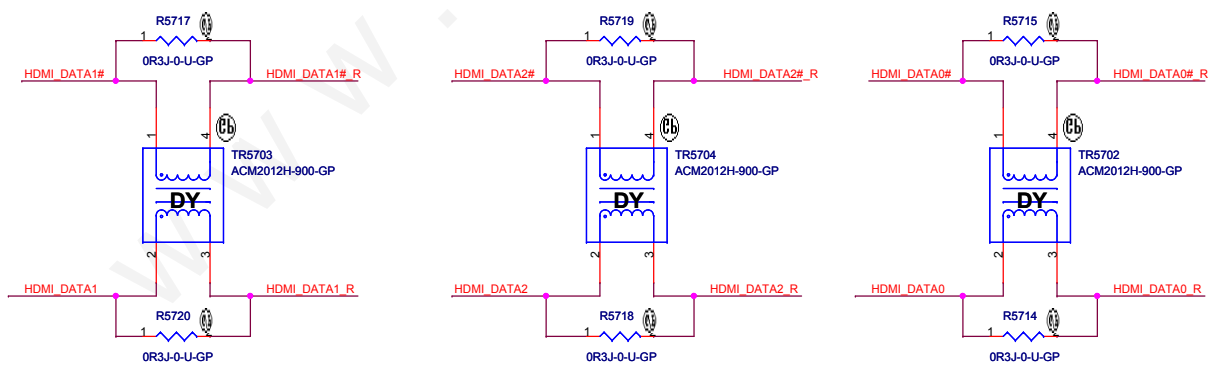 R5717
1
2
0R3J-0-U-GP
HDMI_DATA1#
HDMI_DATA1#_R
1
4
TR5703
ACM2012H-900-GP
DY
2
3
HDMI_DATA1
HDMI_DATA1_R
R5720
1
2
0R3J-0-U-GP
R5719
1
2
0R3J-0-U-GP
HDMI_DATA2#
HDMI_DATA2#_R
1
4
TR5704
ACM2012H-900-GP
DY
2
3
HDMI_DATA2
HDMI_DATA2_R
R5718
1
2
0R3J-0-U-GP
R5715
1
2
0R3J-0-U-GP
HDMI_DATA0#
HDMI_DATA0#_R
1
4
TR5702
ACM2012H-900-GP
DY
2
3
HDMI_DATA0
HDMI_DATA0_R
R5714
1
2
0R3J-0-U-GP
w w w .